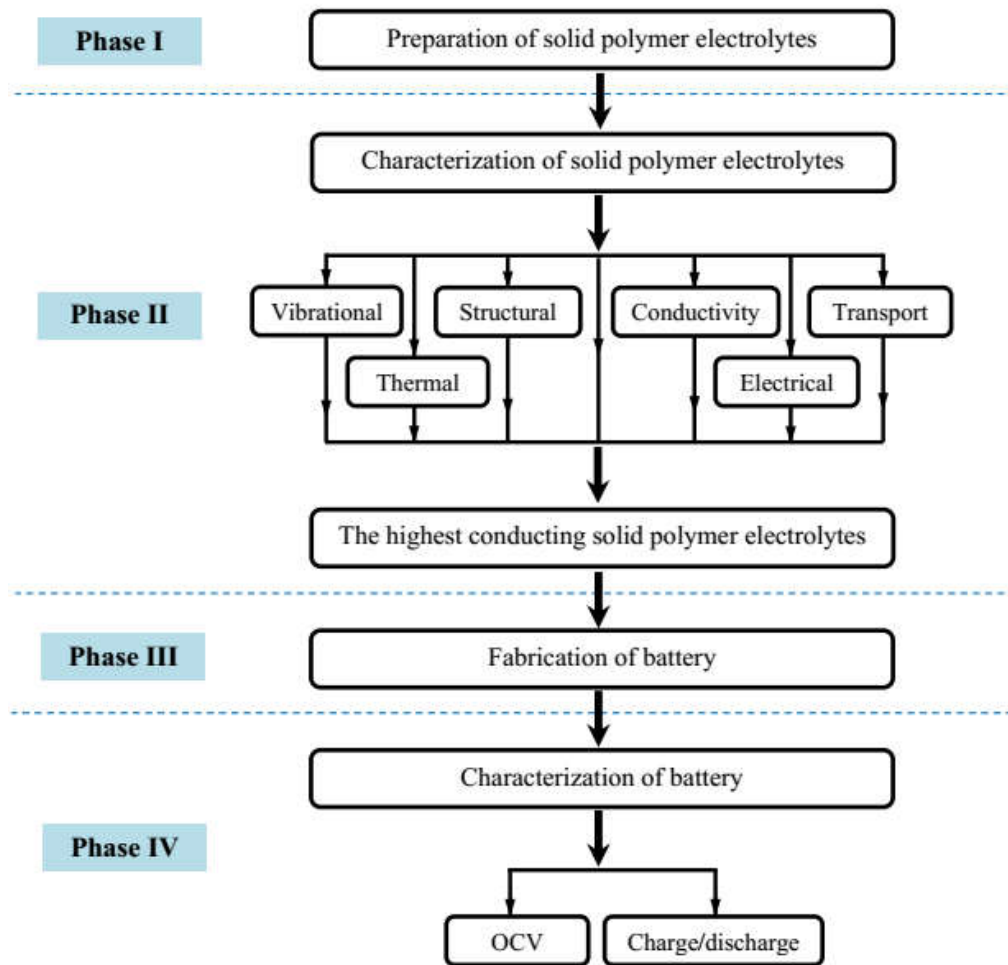 Phase I
Preparation of solid polymer electrolytes
Characterization of solid polymer electrolytes
Phase II
Vibrational
Structural
Conductivity
Transport
Thermal
Electrical
The highest conducting solid polymer electrolytes
Phase III
Fabrication of battery
Characterization of battery
Phase IV
OCV
Charge/discharge